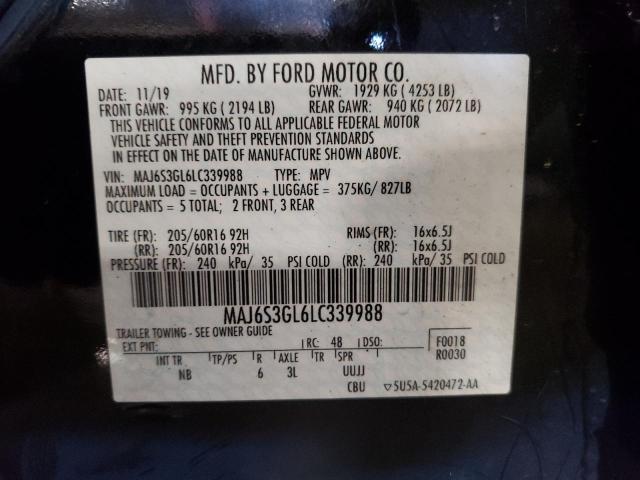 MFD. BY FORD MOTOR CO.
DATE: 11/19 GVWR: 1929 KG ( 4253 LB)
FRONT GAWR: 995 KG ( 2194 LB) REAR GAWR: 940 KG ( 2072 LB)
THIS VEHICLE CONFORMS TO ALL APPLICABLE FEDERAL MOTOR
VEHICLE SAFETY AND THEFT PREVENTION STANDARDS
IN EFFECT ON THE DATE OF MANUFACTURE SHOWN ABOVE.
VIN: MAJ6S3GL6LC339988 TYPE: MPV
MAXIMUM LOAD = OCCUPANTS + LUGGAGE = 375KG/ 827LB
OCCUPANTS = 5 TOTAL; 2 FRONT, 3 REAR
TIRE (FR): 205/60R16 92H RIMS (FR): 16x6.5J
(RR): 205/60R16 92H (RR): 16x6.5J
PRESSURE (FR): 240 kPa/ 35 PSI COLD (RR): 240 kPa/ 35 PSI COLD
MAJ6S3GL6LC339988
TRAILER TOWING - SEE OWNER GUIDE
EXT PNT: RC: 48 DSO: F0018
R0030
INT TR TP/PS R AXLE TR SPR
NB 6 3L UUJJ
CBU ▽5U5A-5420472-AA